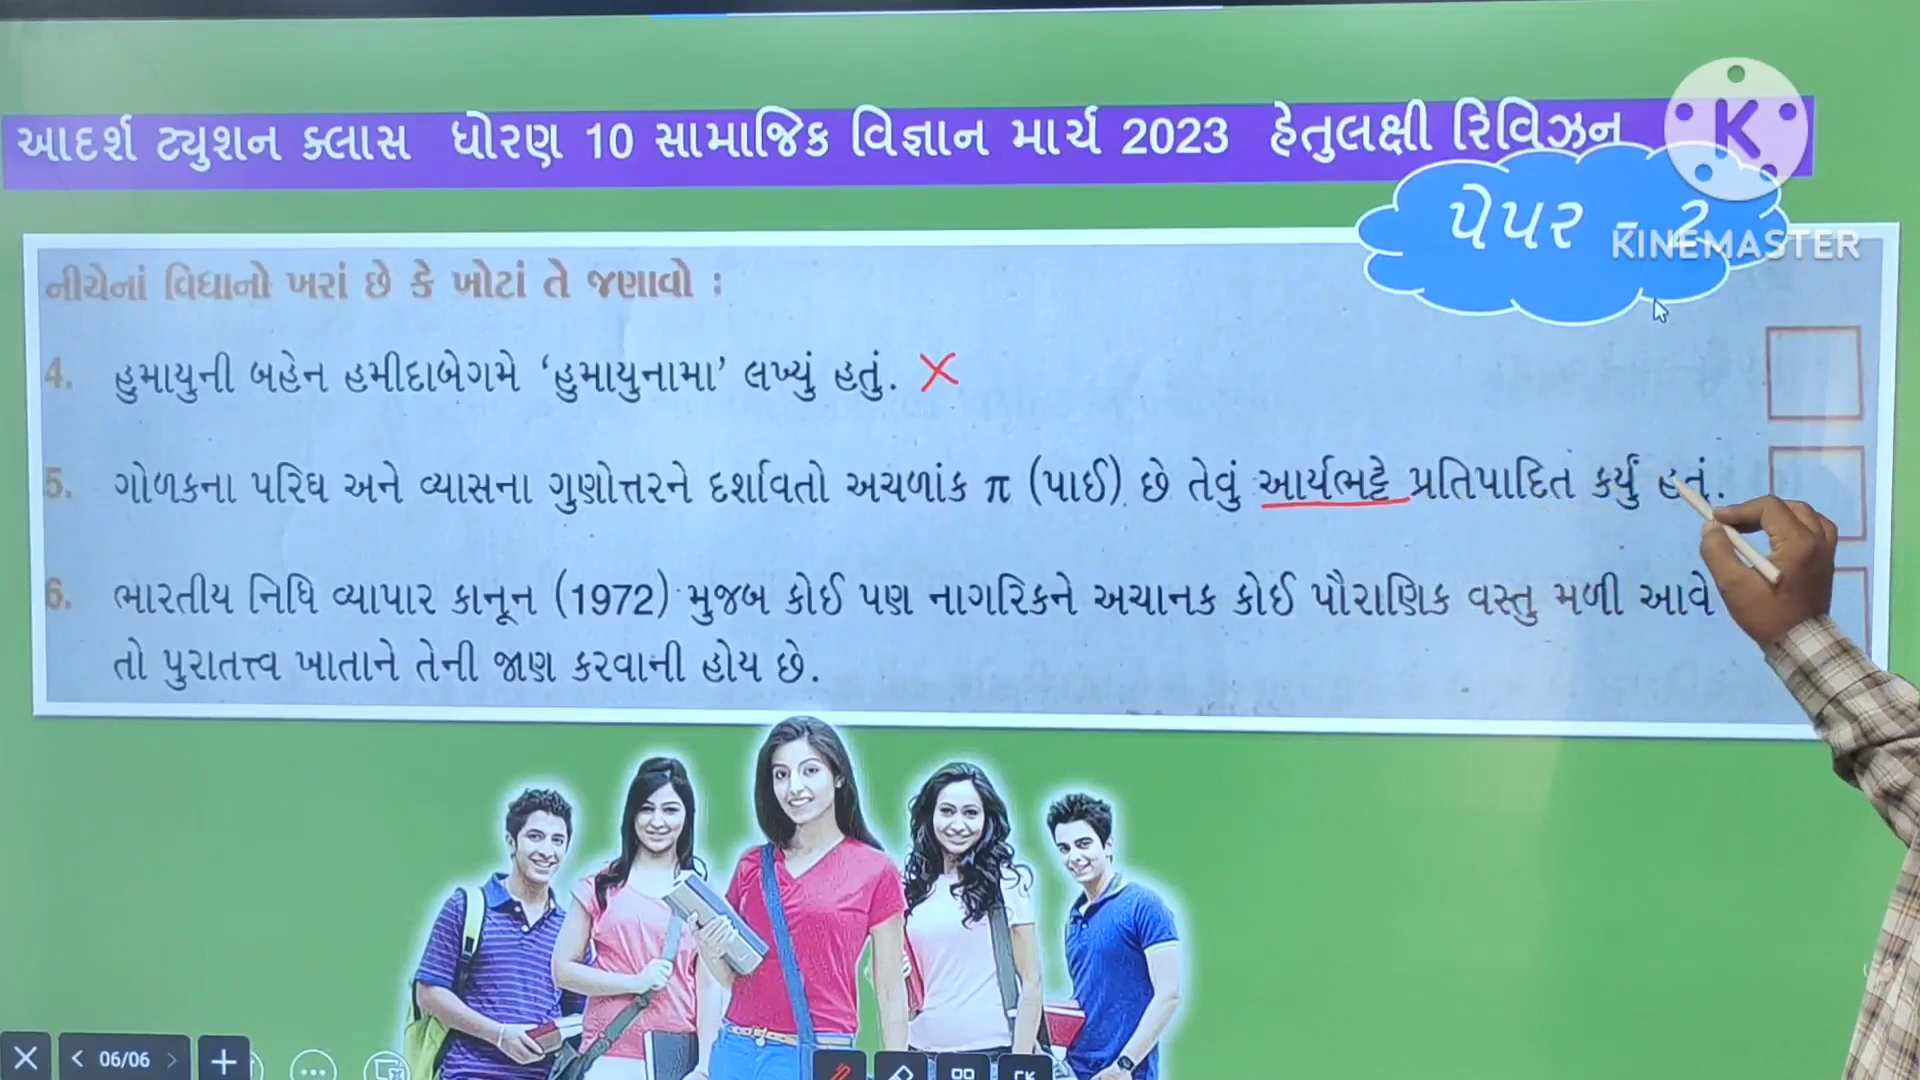 આદર્શ ટ્યુશન ક્લાસ ધોરણ 10 સામાજિક વિજ્ઞાન માર્ચ 2023 હેતુલક્ષી રિવિઝન
K
પેપર - 2
KINEMASTER
નીચેનાં વિધાનો ખરાં છે કે ખોટાં તે જણાવો :
4. હુમાયુની બહેન હમીદાબેગમે ‘હુમાયુનામા’ લખ્યું હતું. ✗
5. ગોળકના પરિઘ અને વ્યાસના ગુણોત્તરને દર્શાવતો અચળાંક π (પાઈ) છે તેવું આર્યભટ્ટે પ્રતિપાદિત કર્યું હતું.
6. ભારતીય નિધિ વ્યાપાર કાનૂન (1972) મુજબ કોઈ પણ નાગરિકને અચાનક કોઈ પૌરાણિક વસ્તુ મળી આવે
તો પુરાતત્ત્વ ખાતાને તેની જાણ કરવાની હોય છે.
06/06